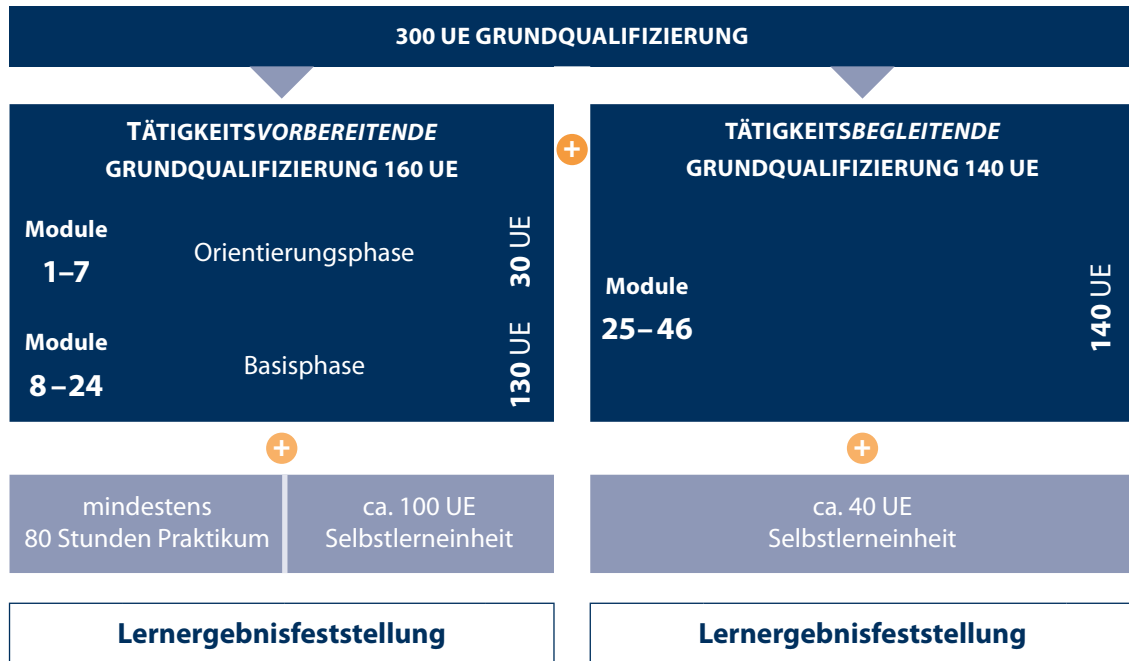 300 UE GRUNDQUALIFIZIERUNG
TÄTIGKEITSVORBEREITENDE
GRUNDQUALIFIZIERUNG 160 UE
Module
1–7
Orientierungsphase
30 UE
Module
8–24
Basisphase
130 UE
+
TÄTIGKEITSBEGLEITENDE
GRUNDQUALIFIZIERUNG 140 UE
Module
25–46
140 UE
+
mindestens
80 Stunden Praktikum
ca. 100 UE
Selbstlerneinheit
+
ca. 40 UE
Selbstlerneinheit
Lernergebnisfeststellung
Lernergebnisfeststellung